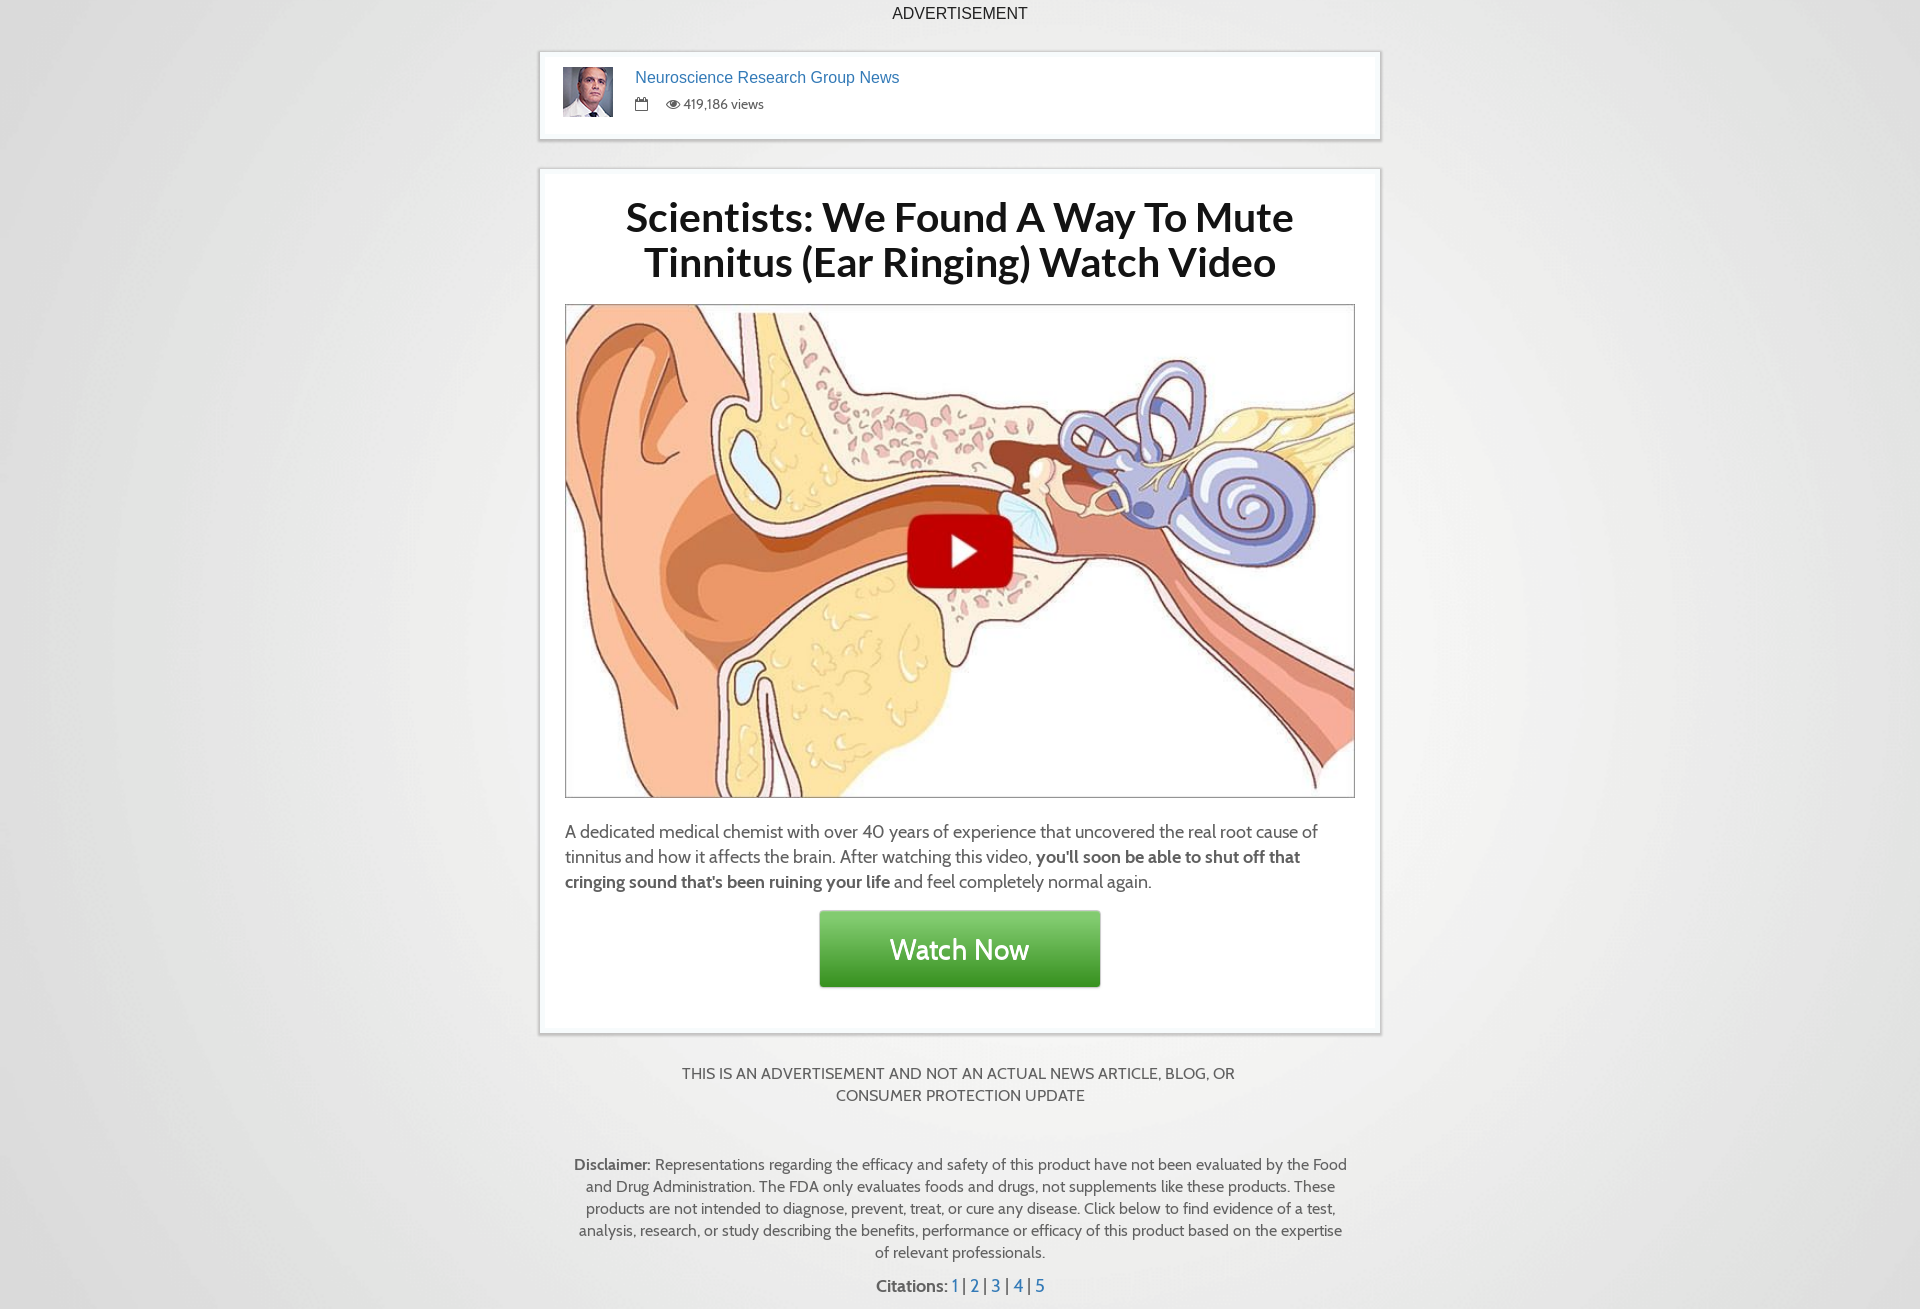 ADVERTISEMENT
Neuroscience Research Group News
419,186 views
Scientists: We Found A Way To Mute
Tinnitus (Ear Ringing) Watch Video
A dedicated medical chemist with over 40 years of experience that uncovered the real root cause of
tinnitus and how it affects the brain. After watching this video, you'll soon be able to shut off that
cringing sound that's been ruining your life and feel completely normal again.
Watch Now
THIS IS AN ADVERTISEMENT AND NOT AN ACTUAL NEWS ARTICLE, BLOG, OR
CONSUMER PROTECTION UPDATE
Disclaimer: Representations regarding the efficacy and safety of this product have not been evaluated by the Food
and Drug Administration. The FDA only evaluates foods and drugs, not supplements like these products. These
products are not intended to diagnose, prevent, treat, or cure any disease. Click below to find evidence of a test,
analysis, research, or study describing the benefits, performance or efficacy of this product based on the expertise
of relevant professionals.
Citations: 1 | 2 | 3 | 4 | 5